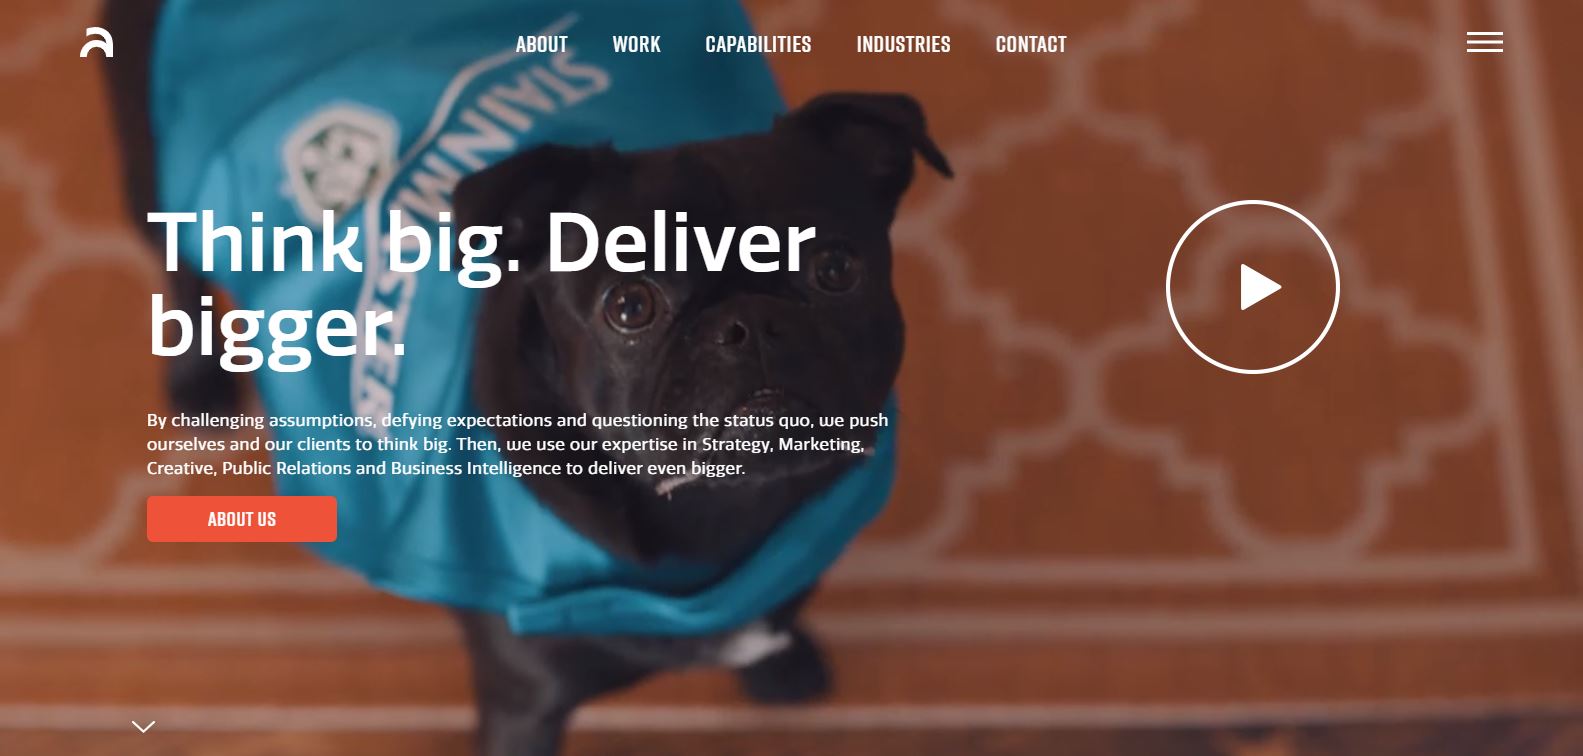 ABOUT WORK CAPABILITIES INDUSTRIES CONTACT
STAINMASTER
Think big. Deliver
bigger.
By challenging assumptions, defying expectations and questioning the status quo, we push
ourselves and our clients to think big. Then, we use our expertise in Strategy, Marketing,
Creative, Public Relations and Business Intelligence to deliver even bigger.
ABOUT US